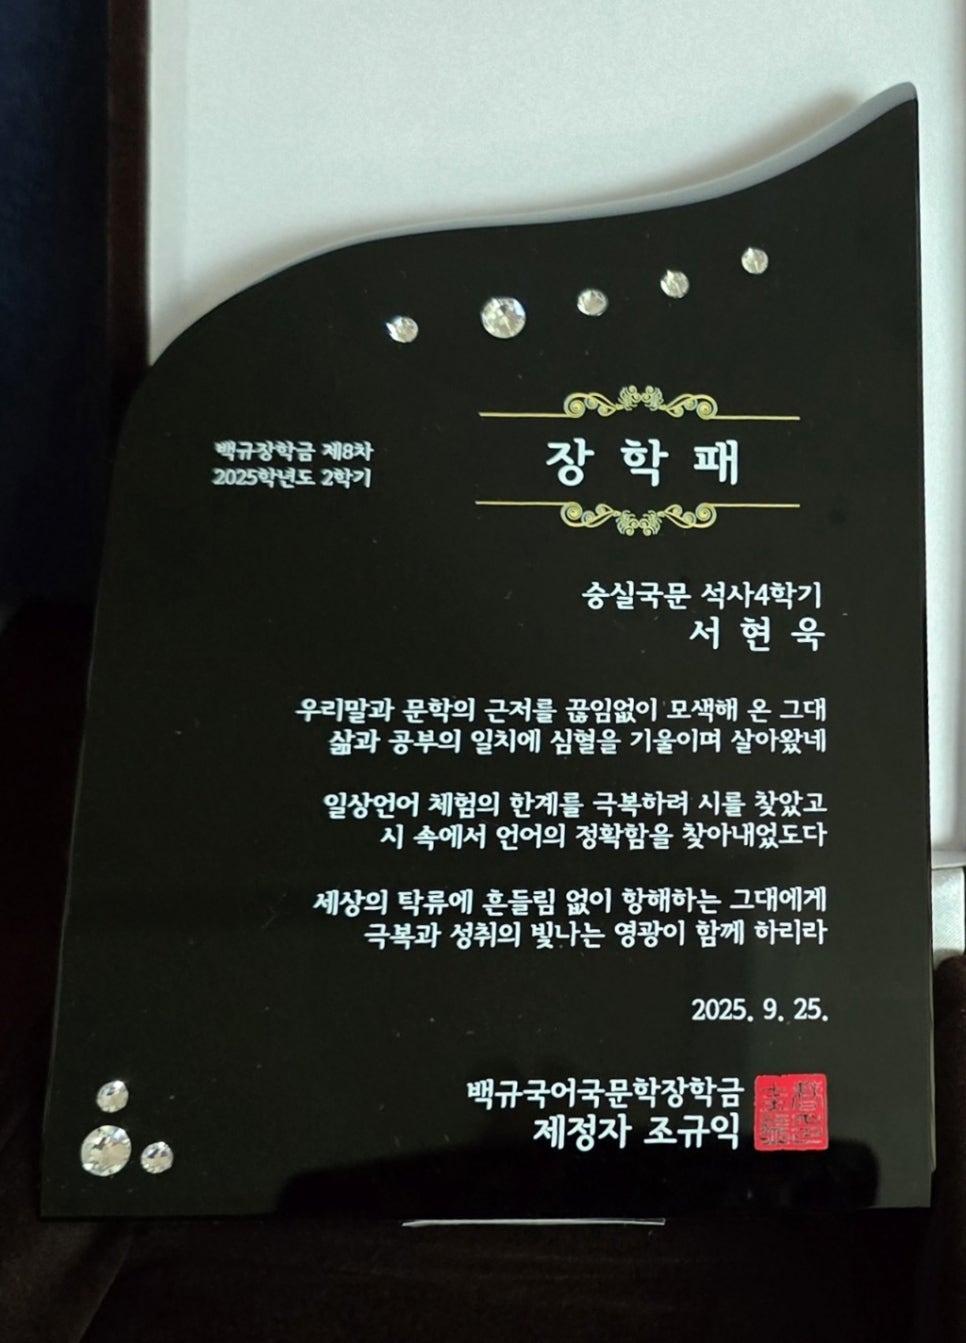 백규장학금 제8차
2025학년도 2학기
장 학 패
숭실국문 석사4학기
서 현 욱
우리말과 문학의 근저를 끊임없이 모색해 온 그대
삶과 공부의 일치에 심혈을 기울이며 살아왔네
일상언어 체험의 한계를 극복하려 시를 찾았고
시 속에서 언어의 정확함을 찾아내었도다
세상의 탁류에 흔들림 없이 항해하는 그대에게
극복과 성취의 빛나는 영광이 함께 하리라
2025. 9. 25.
백규국어국문학장학금
제정자 조규익